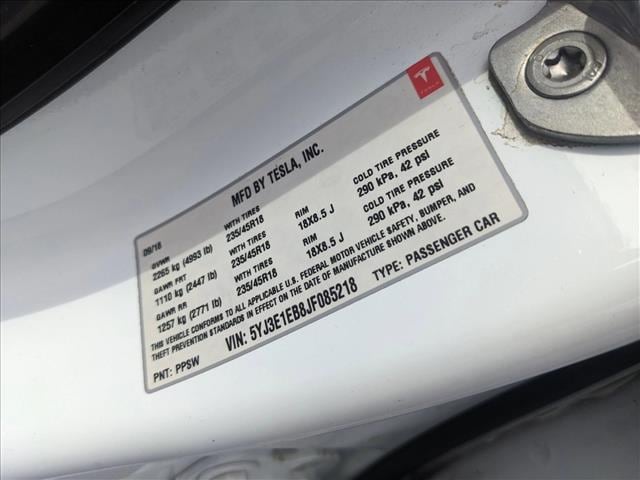 TESLA
MFD BY TESLA, INC.
09/18
GVWR WITH TIRES RIM COLD TIRE PRESSURE
2265 kg (4993 lb) 235/45R18 18X8.5 J 290 kPa, 42 psi
GAWR FRT WITH TIRES RIM COLD TIRE PRESSURE
1110 kg (2447 lb) 235/45R18 18X8.5 J 290 kPa, 42 psi
GAWR RR WITH TIRES
1257 kg (2771 lb) 235/45R18
THIS VEHICLE CONFORMS TO ALL APPLICABLE U.S. FEDERAL MOTOR VEHICLE SAFETY, BUMPER, AND
THEFT PREVENTION STANDARDS IN EFFECT ON THE DATE OF MANUFACTURE SHOWN ABOVE.
VIN: 5YJ3E1EB8JF085218 TYPE: PASSENGER CAR
PNT: PPSW